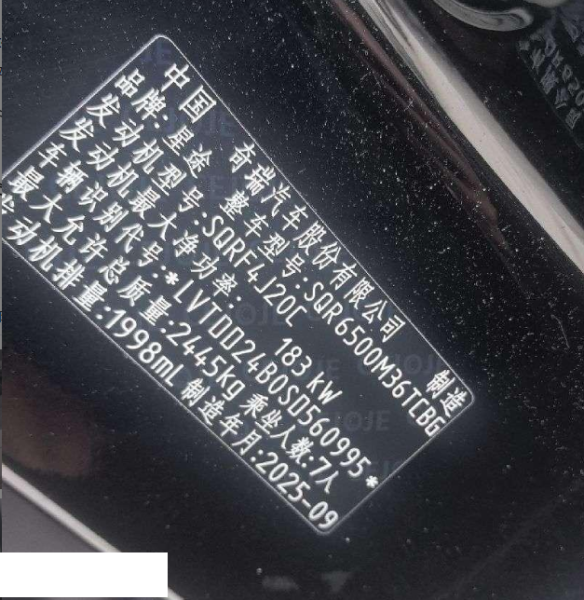 中国 奇瑞汽车股份有限公司 制造
品牌:星途 整车型号:SQR6500M36TCBG
发动机型号:SQRF4J20C
发动机最大净功率: 183 kW
车辆识别代号:*LVTDD24B0SD560995*
最大允许总质量:2445kg 乘坐人数:7人
发动机排量:1998mL 制造年月:2025-09